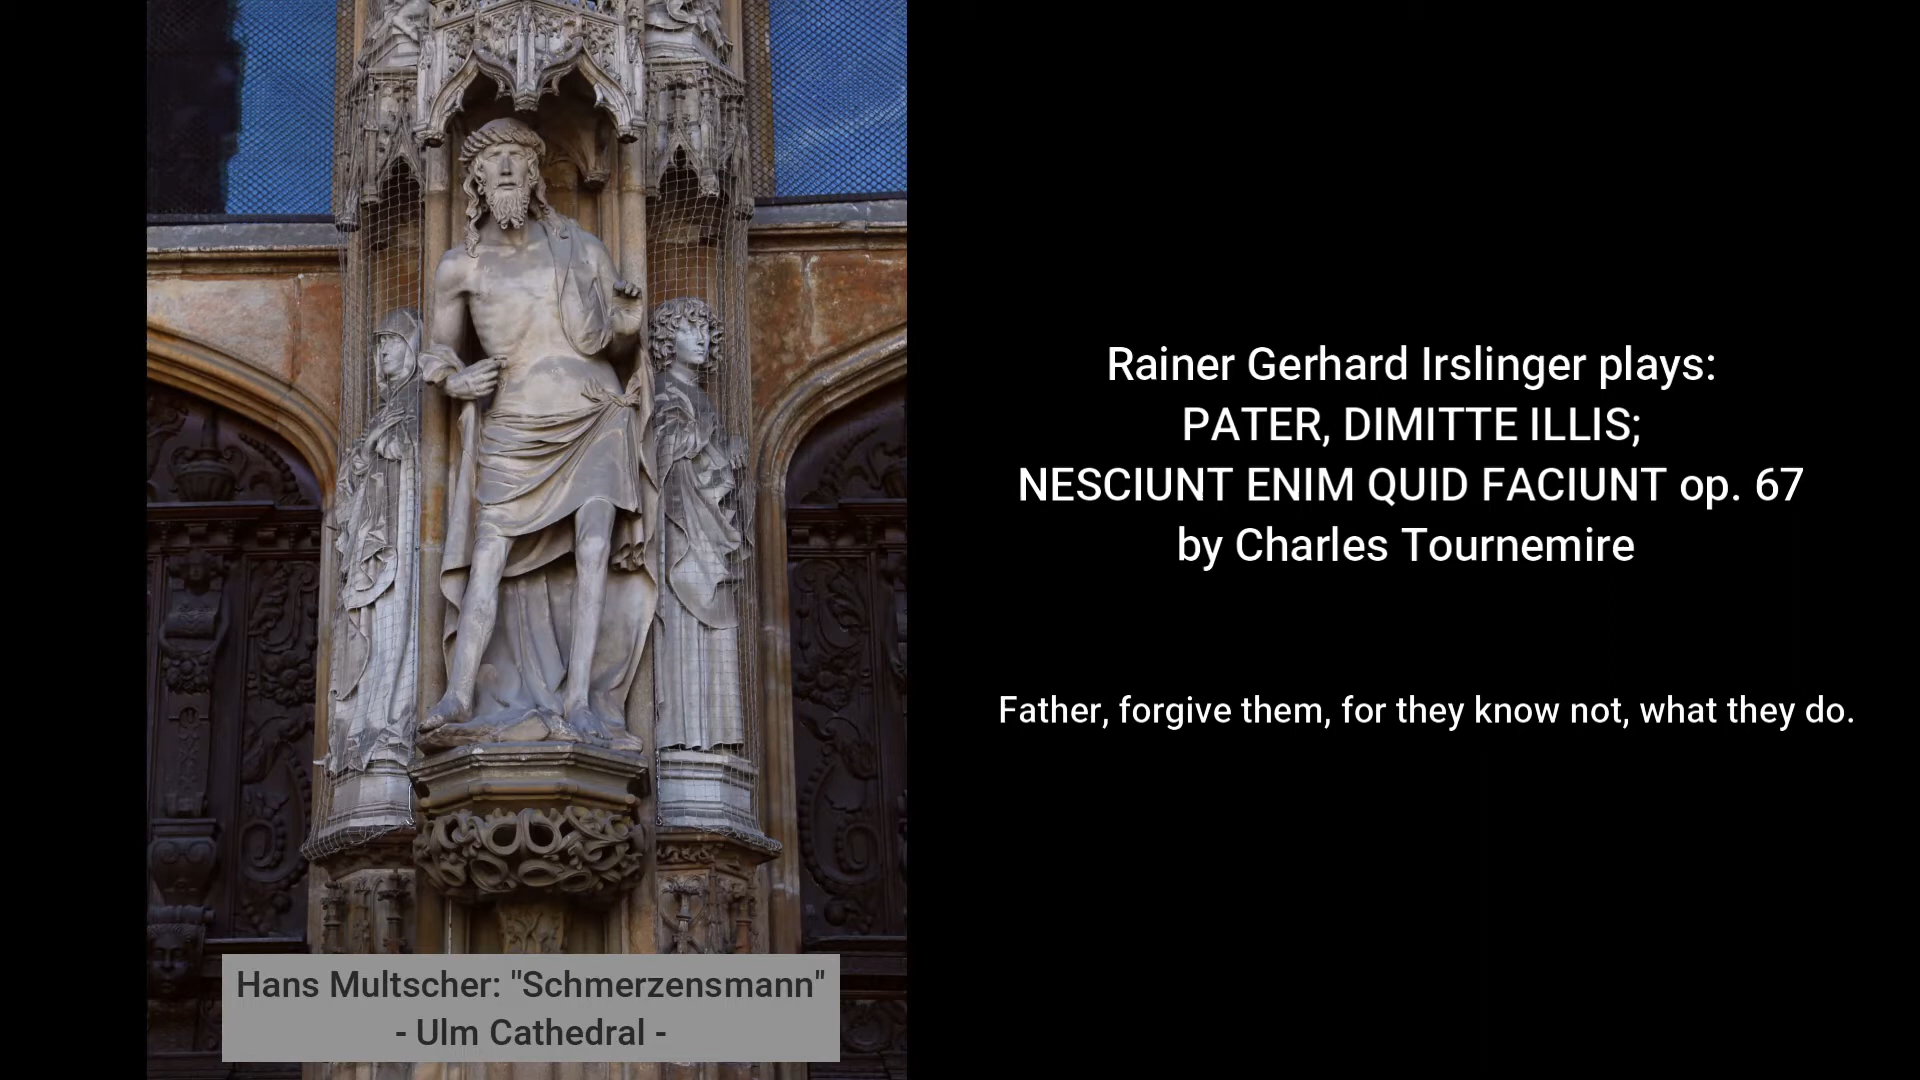 Rainer Gerhard Irslinger plays:
PATER, DIMITTE ILLIS;
NESCIUNT ENIM QUID FACIUNT op. 67
by Charles Tournemire
Father, forgive them, for they know not, what they do.
Hans Multscher: "Schmerzensmann"
- Ulm Cathedral -